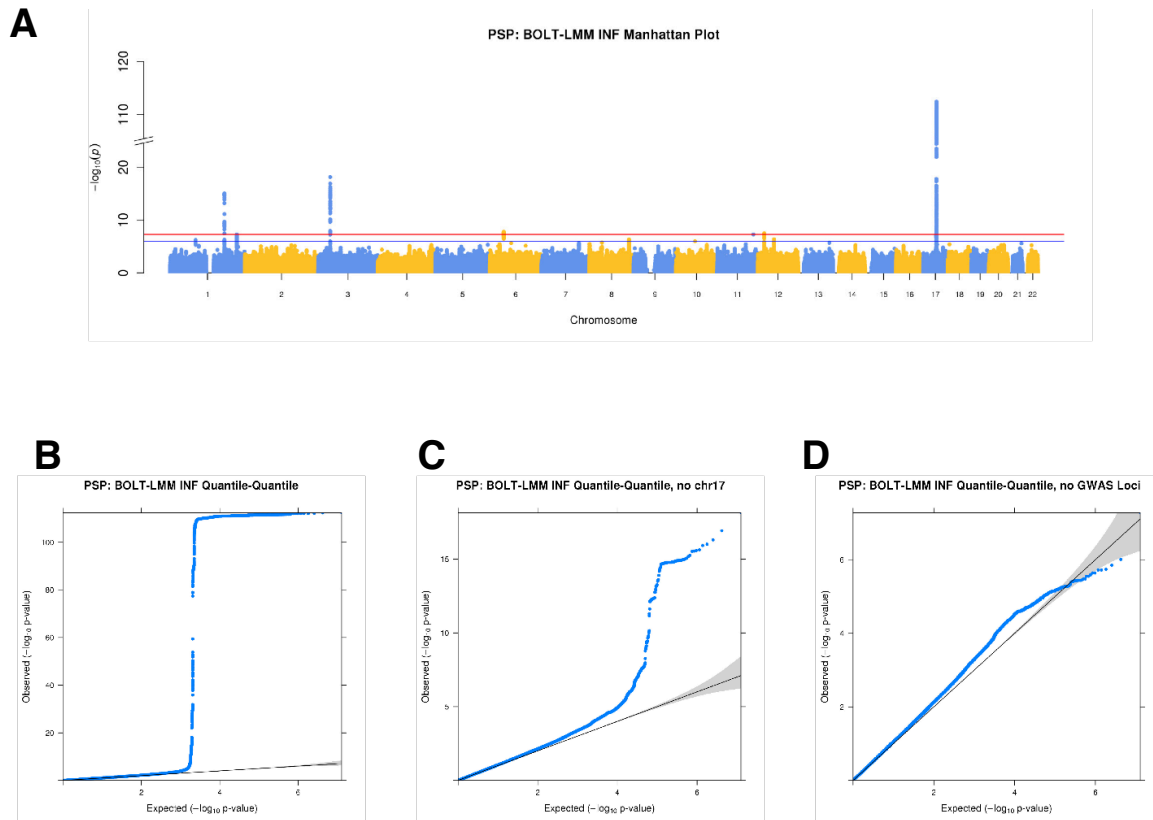 A
PSP: BOLT-LMM INF Manhattan Plot
120
110
20
10
0
−log10(p)
1 2 3 4 5 6 7 8 9 10 11 12 13 14 15 16 17 18 19 20 21 22
Chromosome
B
PSP: BOLT-LMM INF Quantile-Quantile
100
80
60
40
20
Observed (−log10 p-value)
2 4 6
Expected (−log10 p-value)
C
PSP: BOLT-LMM INF Quantile-Quantile, no chr17
15
10
5
Observed (−log10 p-value)
2 4 6
Expected (−log10 p-value)
D
PSP: BOLT-LMM INF Quantile-Quantile, no GWAS Loci
6
4
2
Observed (−log10 p-value)
2 4 6
Expected (−log10 p-value)